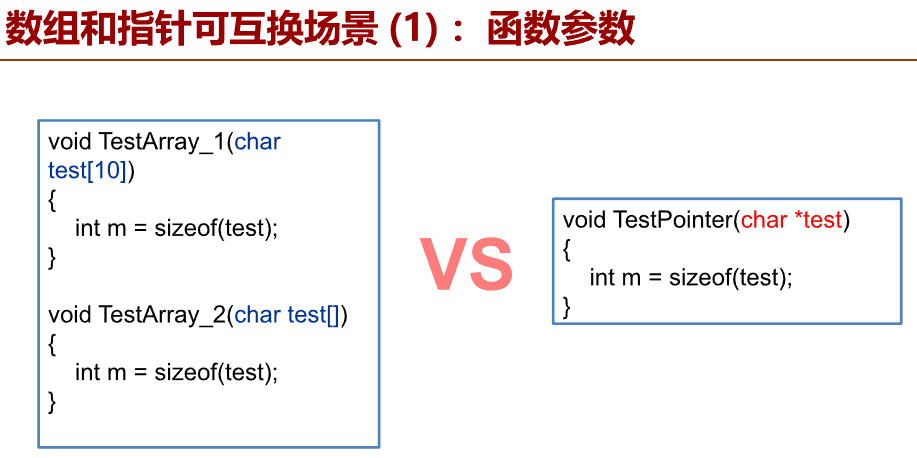 数组和指针可互换场景 (1) ： 函数参数
void TestArray_1(char
test[10])
{
int m = sizeof(test);
}
void TestArray_2(char test[])
{
int m = sizeof(test);
}
VS
void TestPointer(char *test)
{
int m = sizeof(test);
}